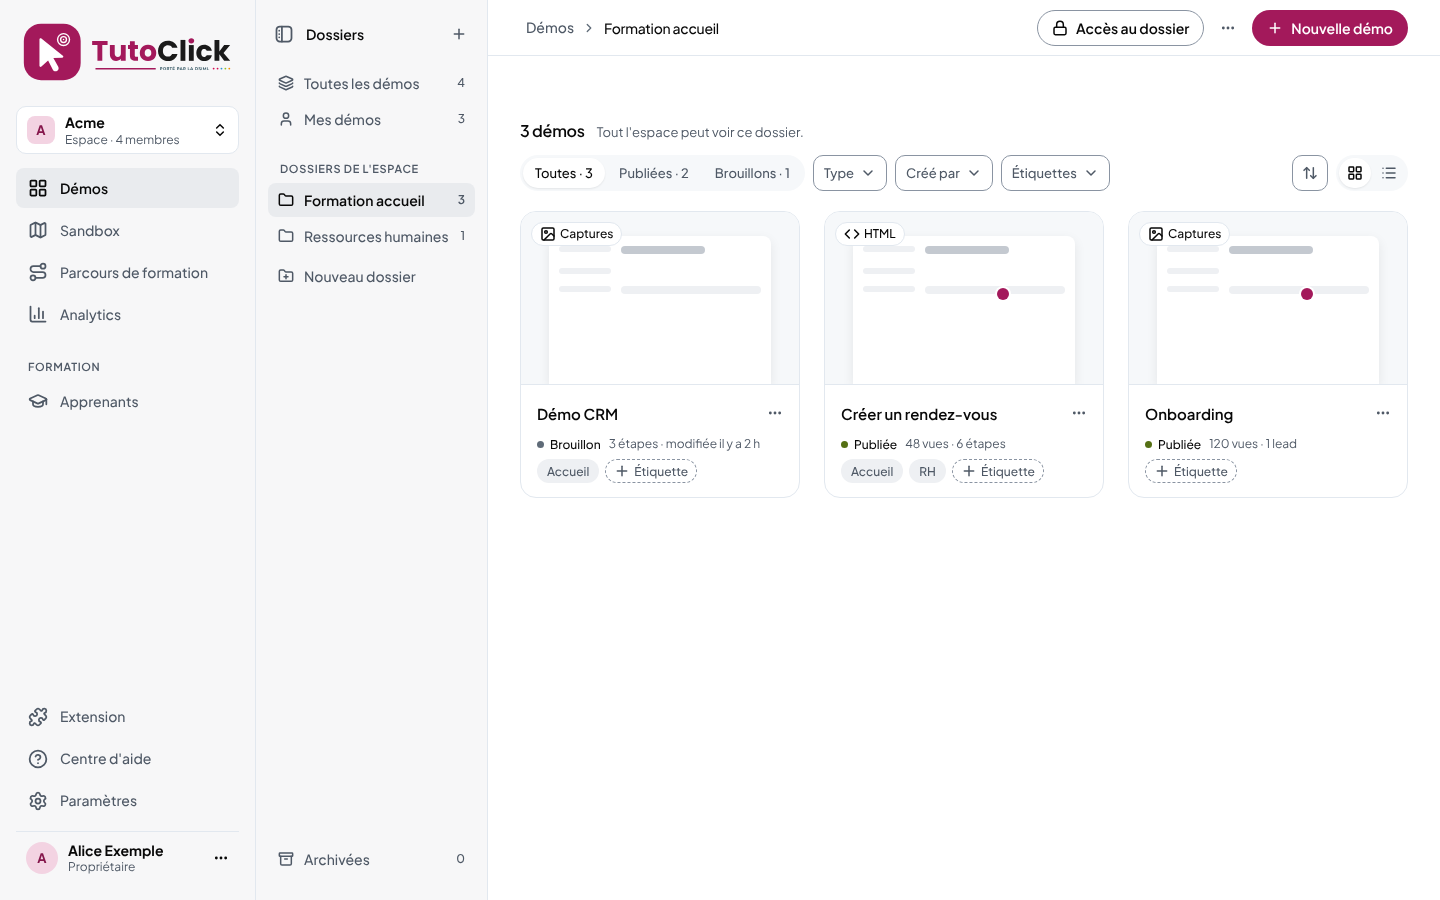 TutoClick
PORTÉ PAR LA DSIML
A
Acme
Espace · 4 membres
Démos
Sandbox
Parcours de formation
Analytics
FORMATION
Apprenants
Extension
Centre d'aide
Paramètres
A
Alice Exemple
Propriétaire
Dossiers
Toutes les démos 4
Mes démos 3
DOSSIERS DE L'ESPACE
Formation accueil 3
Ressources humaines 1
Nouveau dossier
Archivées 0
Démos > Formation accueil
Accès au dossier
Nouvelle démo
3 démos Tout l'espace peut voir ce dossier.
Toutes · 3 Publiées · 2 Brouillons · 1 Type Créé par Étiquettes
Captures
Démo CRM
Brouillon 3 étapes · modifiée il y a 2 h
Accueil + Étiquette
HTML
Créer un rendez-vous
Publiée 48 vues · 6 étapes
Accueil RH + Étiquette
Captures
Onboarding
Publiée 120 vues · 1 lead
+ Étiquette